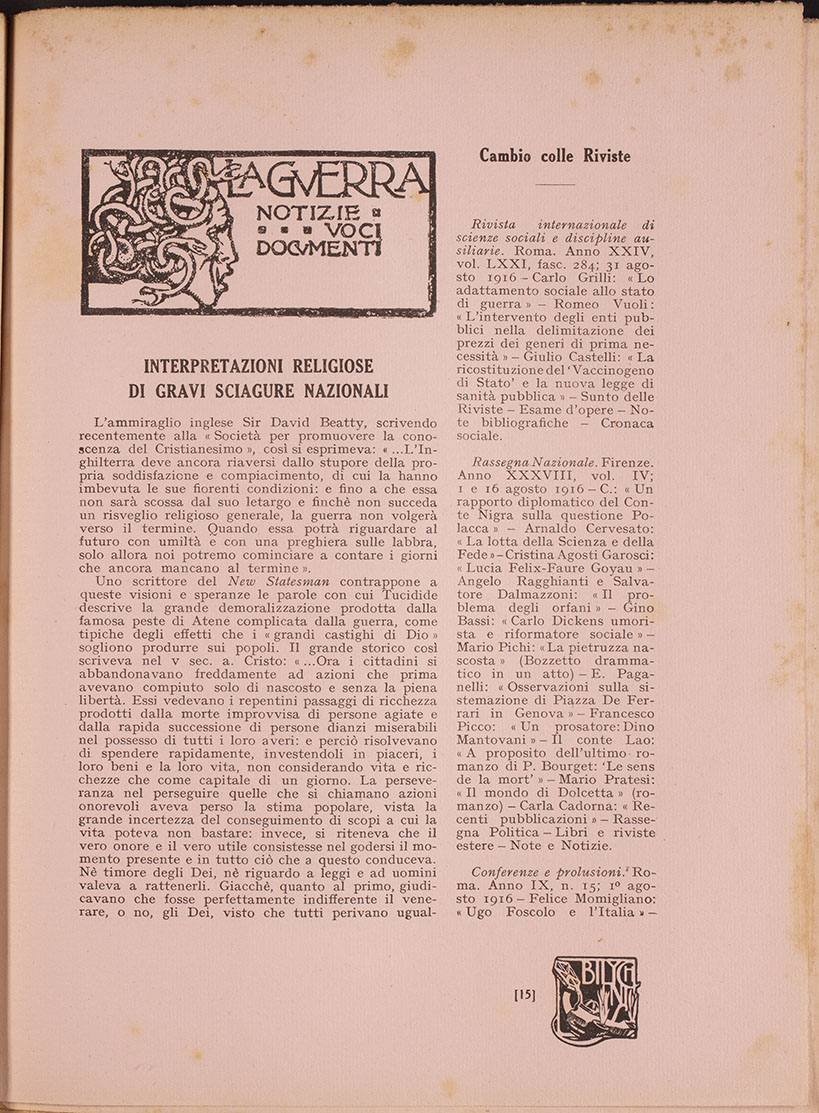 LA GVERRA
NOTIZIE
VOCI
DOCVMENTI
INTERPRETAZIONI RELIGIOSE
DI GRAVI SCIAGURE NAZIONALI
L'ammiraglio inglese Sir David Beatty, scrivendo
recentemente alla « Società per promuovere la cono-
scenza del Cristianesimo », così si esprimeva: « ...L'In-
ghilterra deve ancora riaversi dallo stupore della pro-
pria soddisfazione e compiacimento, di cui la hanno
imbevuta le sue fiorenti condizioni: e fino a che essa
non sarà scossa dal suo letargo e finchè non succeda
un risveglio religioso generale, la guerra non volgerà
verso il termine. Quando essa potrà riguardare al
futuro con umiltà e con una preghiera sulle labbra,
solo allora noi potremo cominciare a contare i giorni
che ancora mancano al termine ».
Uno scrittore del New Statesman contrappone a
queste visioni e speranze le parole con cui Tucidide
descrive la grande demoralizzazione prodotta dalla
famosa peste di Atene complicata dalla guerra, come
tipiche degli effetti che i « grandi castighi di Dio »
sogliono produrre sui popoli. Il grande storico così
scriveva nel V sec. a. Cristo: « ...Ora i cittadini si
abbandonavano freddamente ad azioni che prima
avevano compiuto solo di nascosto e senza la piena
libertà. Essi vedevano i repentini passaggi di ricchezza
prodotti dalla morte improvvisa di persone agiate e
dalla rapida successione di persone dianzi miserabili
nel possesso di tutti i loro averi: e perciò risolvevano
di spendere rapidamente, investendoli in piaceri, i
loro beni e la loro vita, non considerando vita e ric-
chezze che come capitale di un giorno. La perseve-
ranza nel perseguire quelle che si chiamano azioni
onorevoli aveva perso la stima popolare, vista la
grande incertezza del conseguimento di scopi a cui la
vita poteva non bastare: invece, si riteneva che il
vero onore e il vero utile consistesse nel godersi il mo-
mento presente e in tutto ciò che a questo conduceva.
Nè timore degli Dei, nè riguardo a leggi e ad uomini
valeva a rattenerli. Giacchè, quanto al primo, giudi-
cavano che fosse perfettamente indifferente il vene-
rare, o no, gli Dei, visto che tutti perivano ugual-
Cambio colle Riviste
Rivista internazionale di
scienze sociali e discipline au-
siliarie. Roma. Anno XXIV,
vol. LXXI, fasc. 284; 31 ago-
sto 1916 – Carlo Grilli: « Lo
adattamento sociale allo stato
di guerra » – Romeo Vuoli:
« L'intervento degli enti pub-
blici nella delimitazione dei
prezzi dei generi di prima ne-
cessità » – Giulio Castelli: « La
ricostituzione del 'Vaccinogeno
di Stato' e la nuova legge di
sanità pubblica » – Sunto delle
Riviste – Esame d'opere – No-
te bibliografiche – Cronaca
sociale.
Rassegna Nazionale. Firenze.
Anno XXXVIII, vol. IV;
1 e 16 agosto 1916 – C.: « Un
rapporto diplomatico del Con-
te Nigra sulla questione Po-
lacca » – Arnaldo Cervesato:
« La lotta della Scienza e della
Fede » – Cristina Agosti Garosci:
« Lucia Felix-Faure Goyau » –
Angelo Ragghianti e Salva-
tore Dalmazzoni: « Il pro-
blema degli orfani » – Gino
Bassi: « Carlo Dickens umori-
sta e riformatore sociale » –
Mario Pichi: « La pietruzza na-
scosta » (Bozzetto dramma-
tico in un atto) – E. Paga-
nelli: « Osservazioni sulla si-
stemazione di Piazza De Fer-
rari in Genova » – Francesco
Picco: « Un prosatore: Dino
Mantovani » – Il conte Lao:
« A proposito dell'ultimo ro-
manzo di P. Bourget: 'Le sens
de la mort' » – Mario Pratesi:
« Il mondo di Dolcetta » (ro-
manzo) – Carla Cadorna: « Re-
centi pubblicazioni » – Rasse-
gna Politica – Libri e riviste
estere – Note e Notizie.
Conferenze e prolusioni. Ro-
ma. Anno IX, n. 15; 1º ago-
sto 1916 – Felice Momigliano:
« Ugo Foscolo e l'Italia » –
[15]
BILYCH
NIS